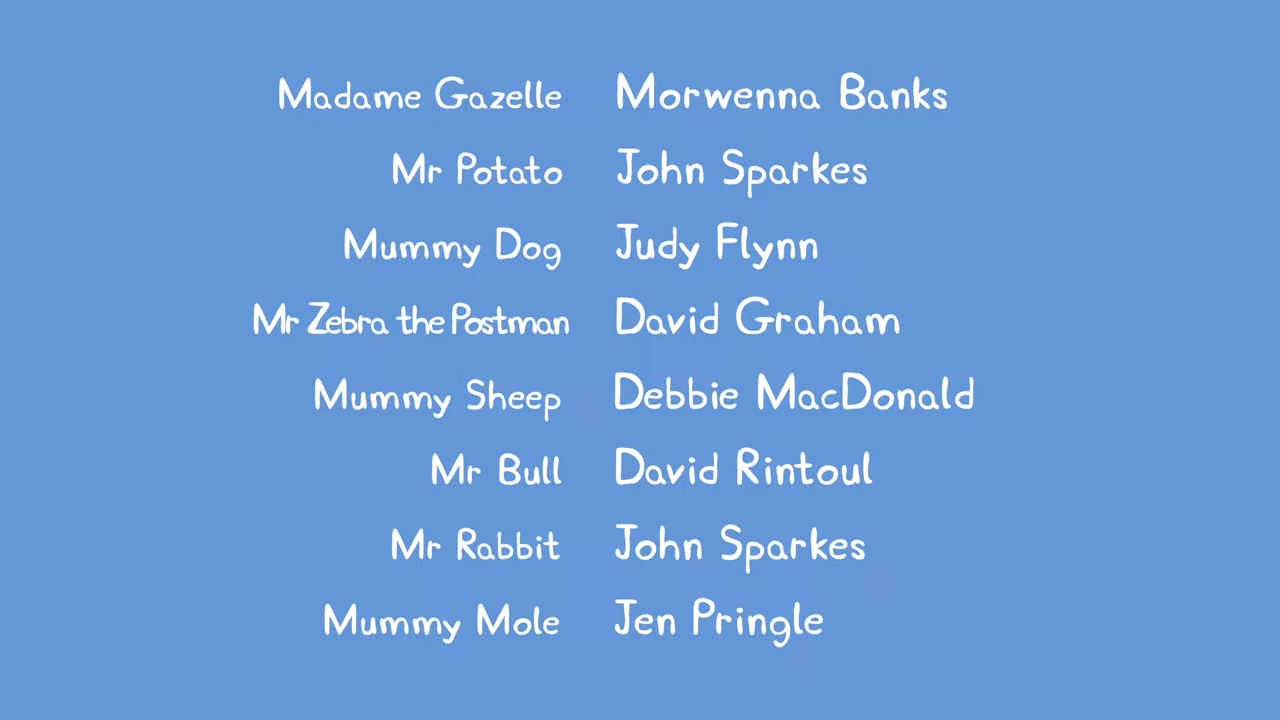 Madame Gazelle Morwenna Banks
Mr Potato John Sparkes
Mummy Dog Judy Flynn
Mr Zebra the Postman David Graham
Mummy Sheep Debbie MacDonald
Mr Bull David Rintoul
Mr Rabbit John Sparkes
Mummy Mole Jen Pringle